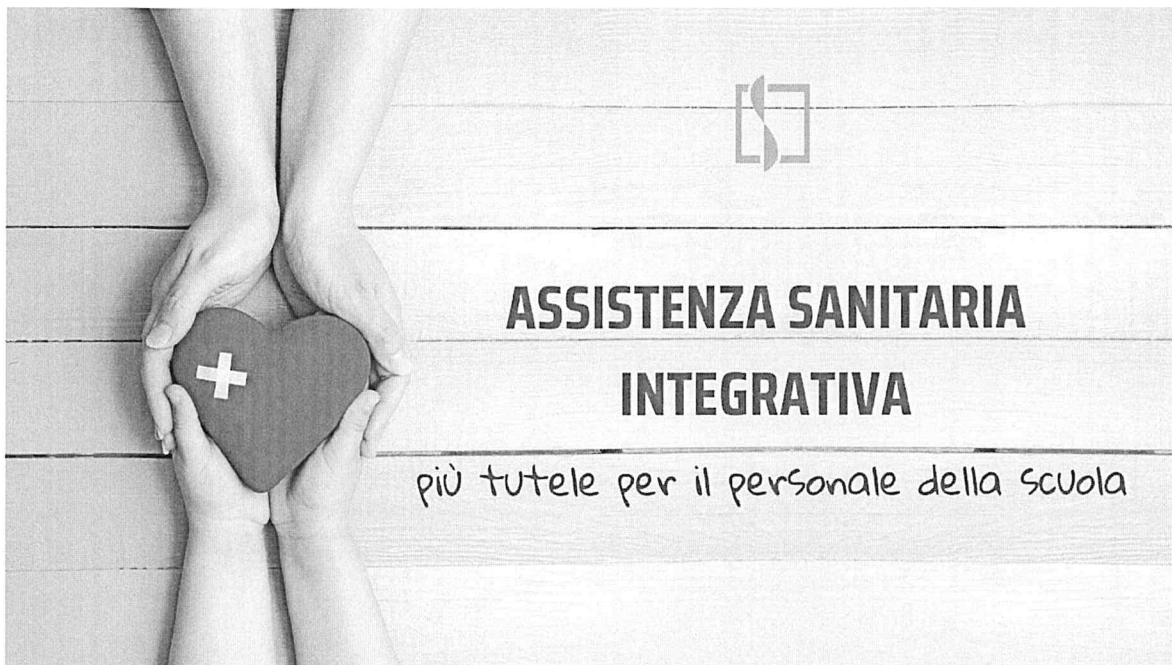 ASSISTENZA SANITARIA
INTEGRATIVA
più tutele per il personale della scuola